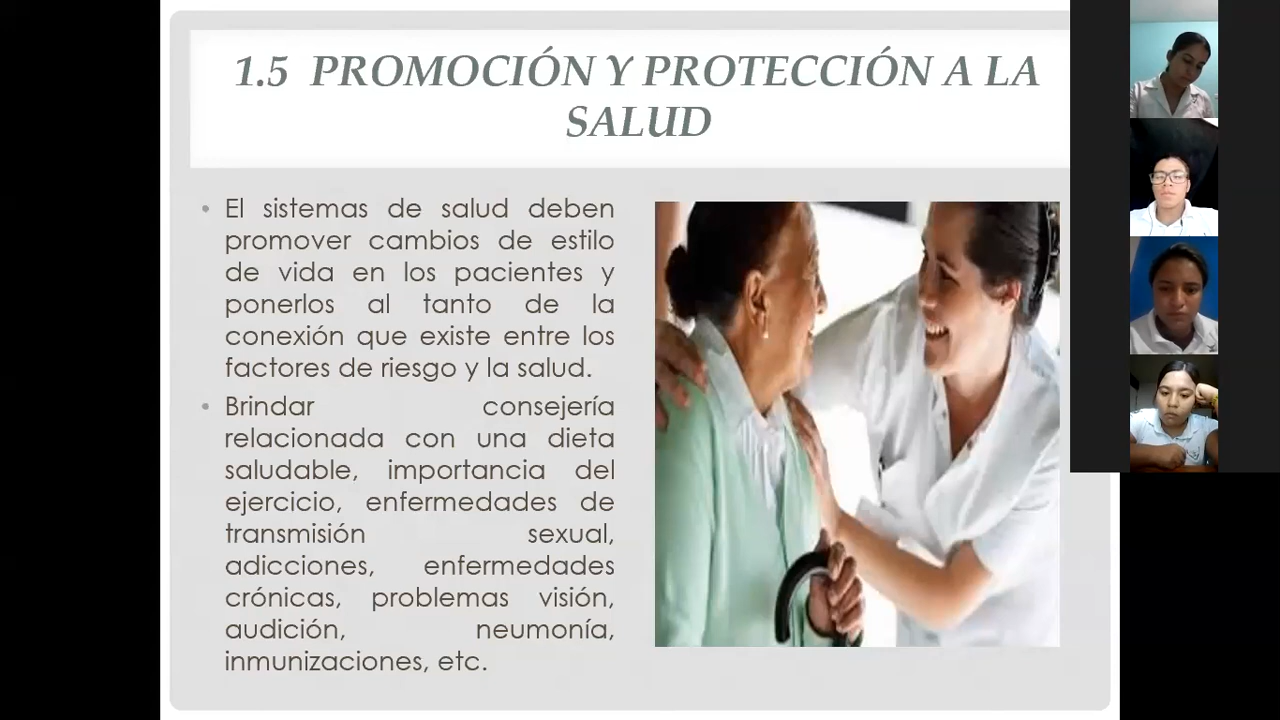 1.5 PROMOCIÓN Y PROTECCIÓN A LA
SALUD
• El sistemas de salud deben
promover cambios de estilo
de vida en los pacientes y
ponerlos al tanto de la
conexión que existe entre los
factores de riesgo y la salud.
• Brindar consejería
relacionada con una dieta
saludable, importancia del
ejercicio, enfermedades de
transmisión sexual,
adicciones, enfermedades
crónicas, problemas visión,
audición, neumonía,
inmunizaciones, etc.